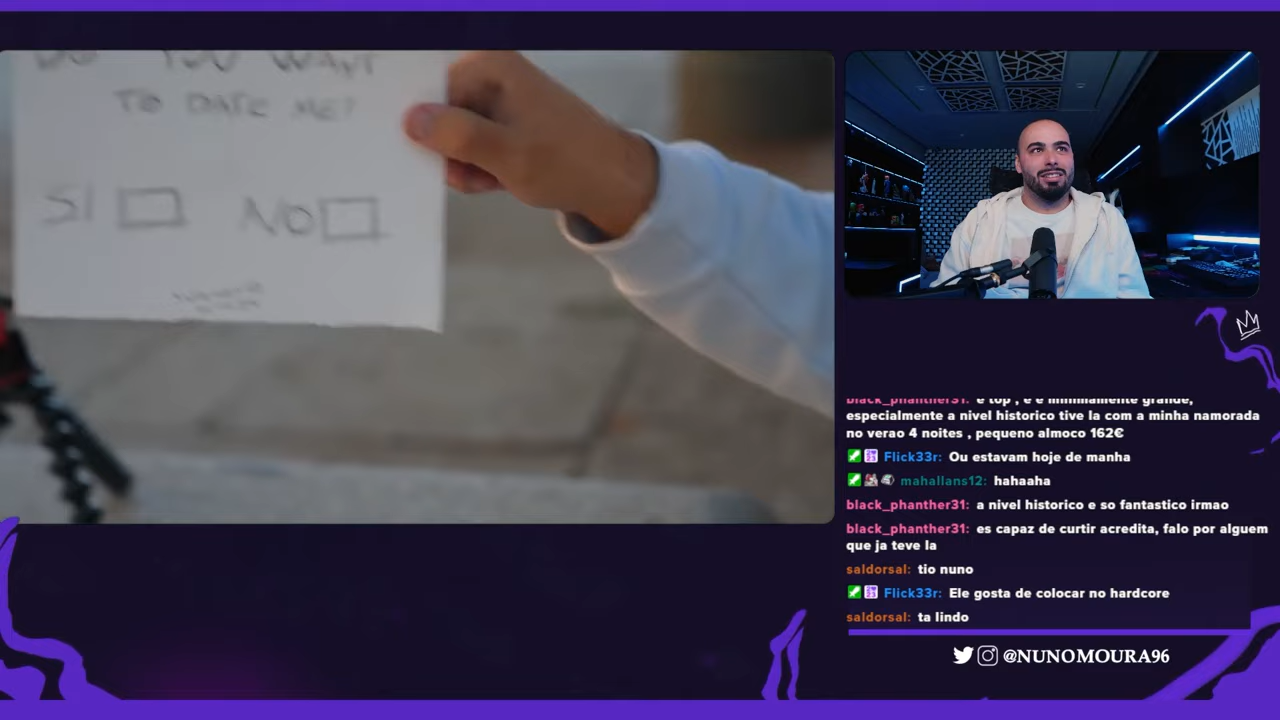 DO YOU WANT
TO DATE ME?
SI NO
especialmente a nivel historico tive la com a minha namorada
no verao 4 noites , pequeno almoco 162€
Flick33r: Ou estavam hoje de manha
mahallans12: hahaaha
black_phanther31: a nivel historico e so fantastico irmao
black_phanther31: es capaz de curtir acredita, falo por alguem
que ja teve la
saldorsal: tio nuno
Flick33r: Ele gosta de colocar no hardcore
saldorsal: ta lindo
@NUNOMOURA96